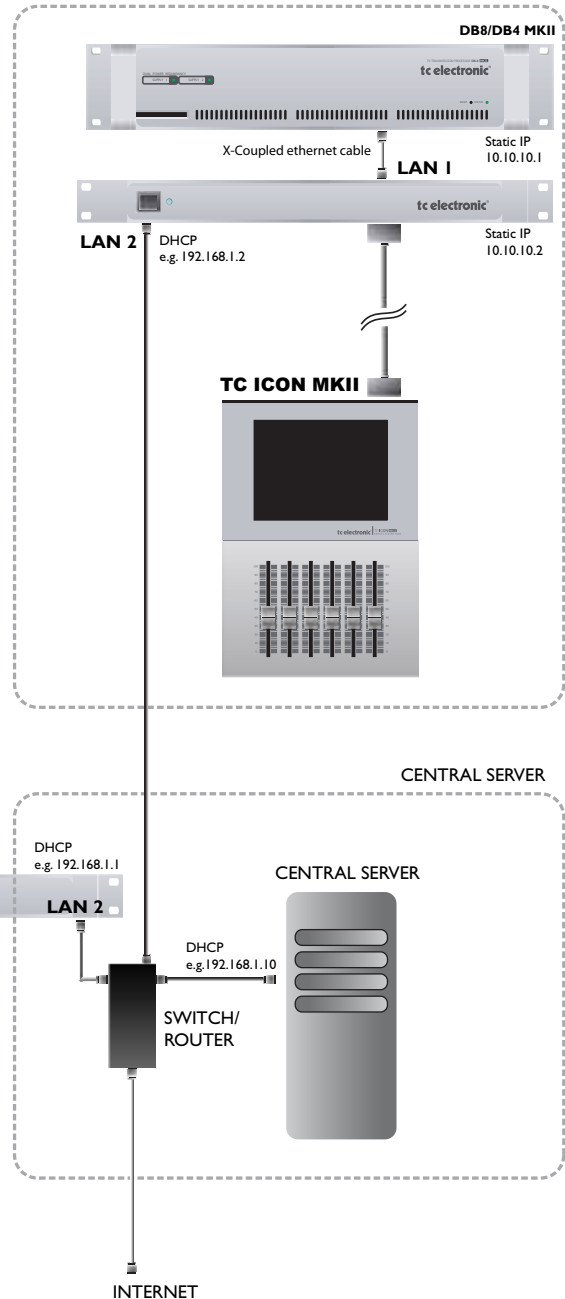 DB8/DB4 MKII
tc electronic
X-Coupled ethernet cable
LAN 1
Static IP
10.10.10.1
tc electronic
LAN 2
DHCP
e.g. 192.168.1.2
Static IP
10.10.10.2
TC ICON MKII
tc electronic
CENTRAL SERVER
DHCP
e.g. 192.168.1.1
LAN 2
CENTRAL SERVER
DHCP
e.g.192.168.1.10
SWITCH/
ROUTER
INTERNET